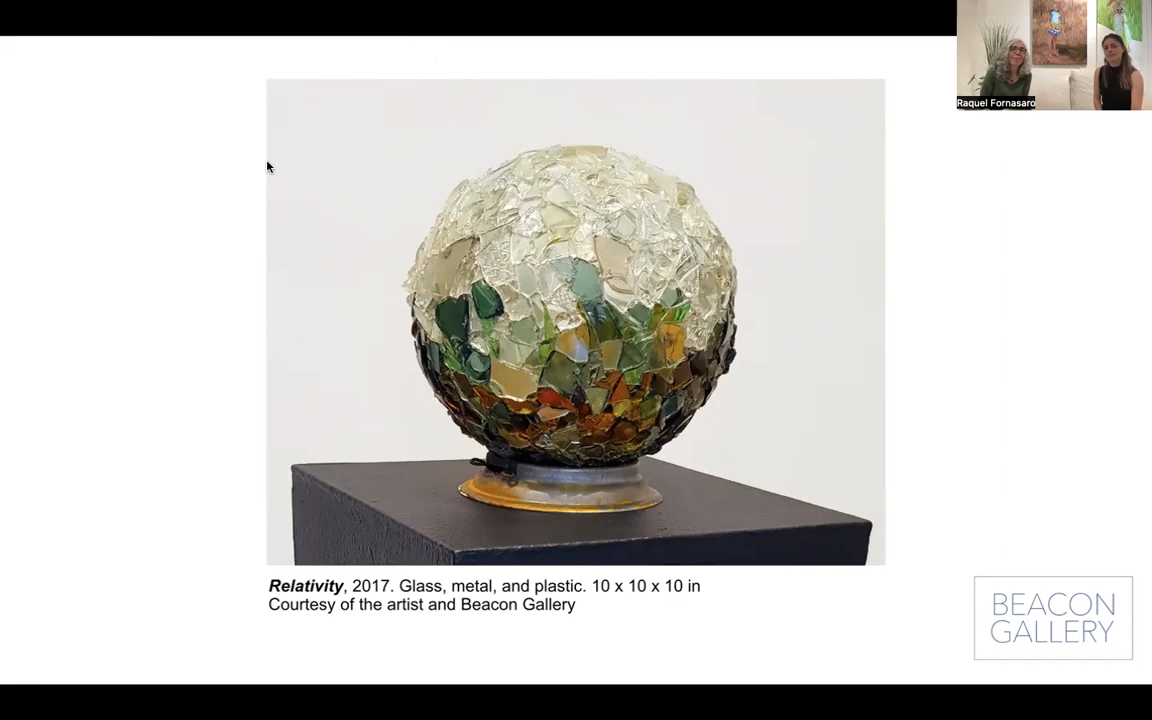 Raquel Fornasaro
Relativity, 2017. Glass, metal, and plastic. 10 x 10 x 10 in
Courtesy of the artist and Beacon Gallery
BEACON
GALLERY